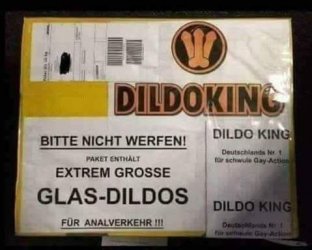 DILDOKING
BITTE NICHT WERFEN!
PAKET ENTHÄLT
EXTREM GROSSE
GLAS-DILDOS
FÜR ANALVERKEHR !!!
DILDO KING
Deutschlands Nr. 1
für schwule Gay-Action
DILDO KING
Deutschlands Nr. 1
für schwule Gay-Action